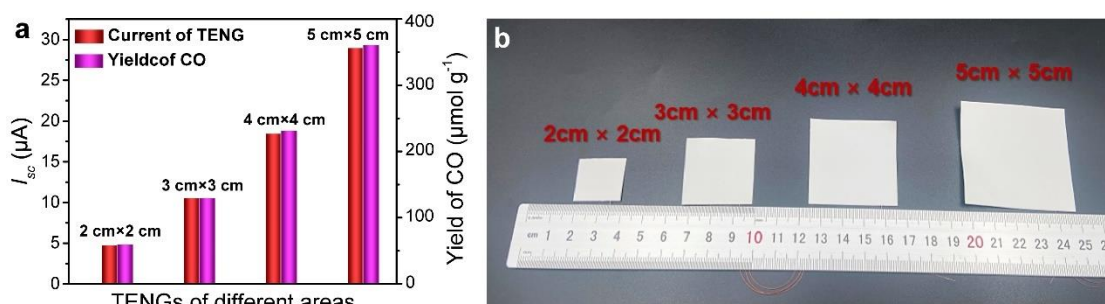 a
Current of TENG
Yieldcof CO
2 cm×2 cm
3 cm×3 cm
4 cm×4 cm
5 cm×5 cm
30
25
20
15
10
5
0
Isc (μA)
400
300
200
100
0
Yield of CO (μmol g-1)
TENGs of different areas
b
2cm × 2cm
3cm × 3cm
4cm × 4cm
5cm × 5cm
cm 1 2 3 4 5 6 7 8 9 10 11 12 13 14 15 16 17 18 19 20 21 22 23 24 25